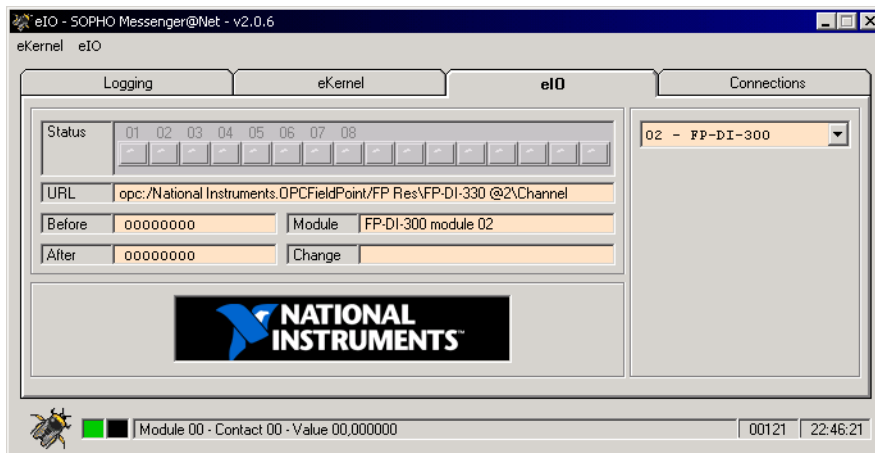 eIO - SOPHO Messenger@Net - v2.0.6
eKernel eIO
Logging eKernel eIO Connections
Status 01 02 03 04 05 06 07 08
02 - FP-DI-300
URL opc:/National Instruments.OPCFieldPoint/FP Res\FP-DI-330 @2\Channel
Before 00000000 Module FP-DI-300 module 02
After 00000000 Change
NATIONAL
INSTRUMENTS™
Module 00 - Contact 00 - Value 00,000000 00121 22:46:21